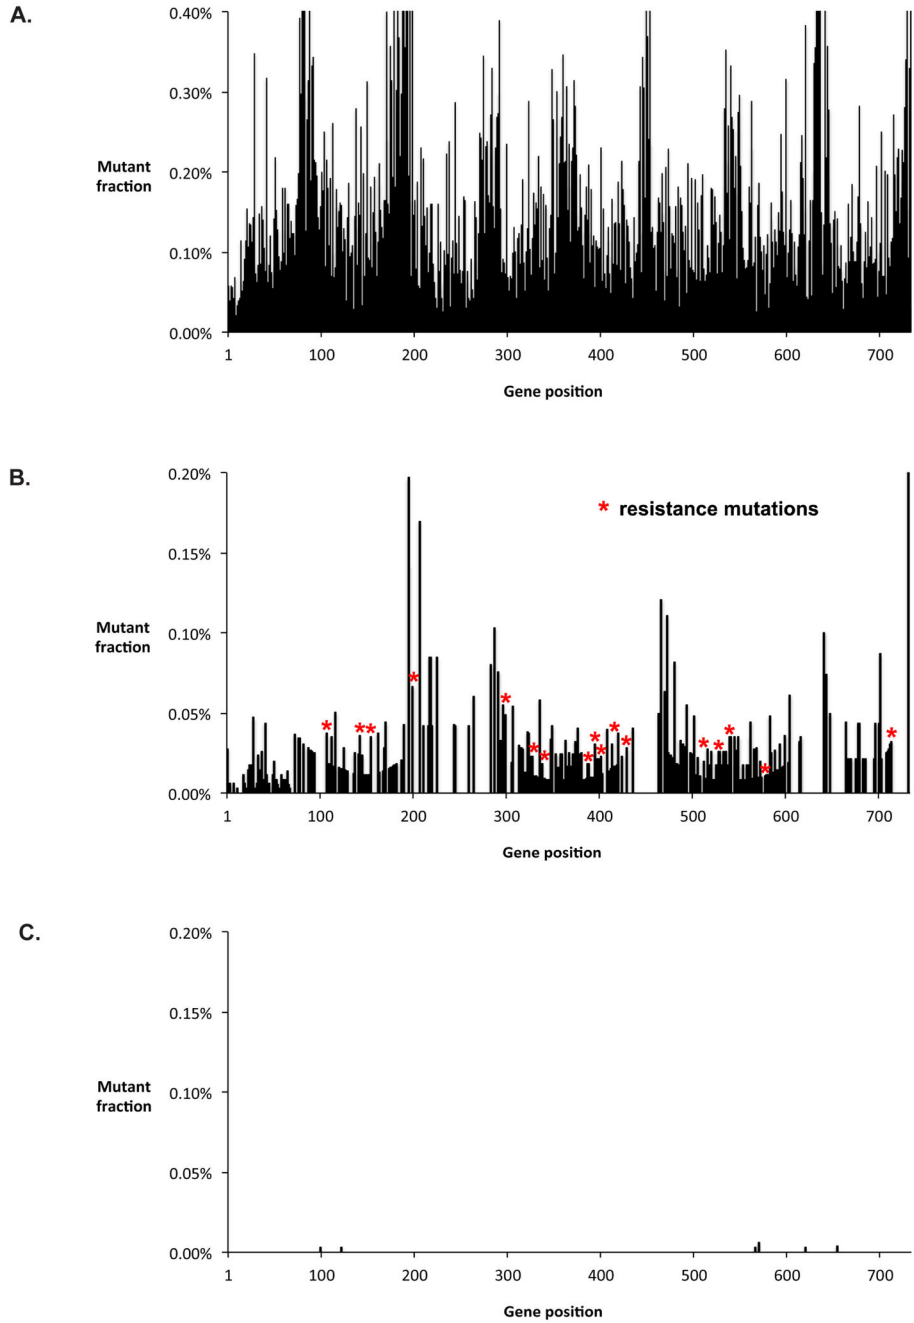 A.
0.40%
0.30%
Mutant
fraction
0.20%
0.10%
0.00%
1 100 200 300 400 500 600 700
Gene position
B.
0.20%
* resistance mutations
0.15%
Mutant
fraction
0.10%
0.05%
0.00%
1 100 200 300 400 500 600 700
Gene position
C.
0.20%
0.15%
Mutant
fraction
0.10%
0.05%
0.00%
1 100 200 300 400 500 600 700
Gene position